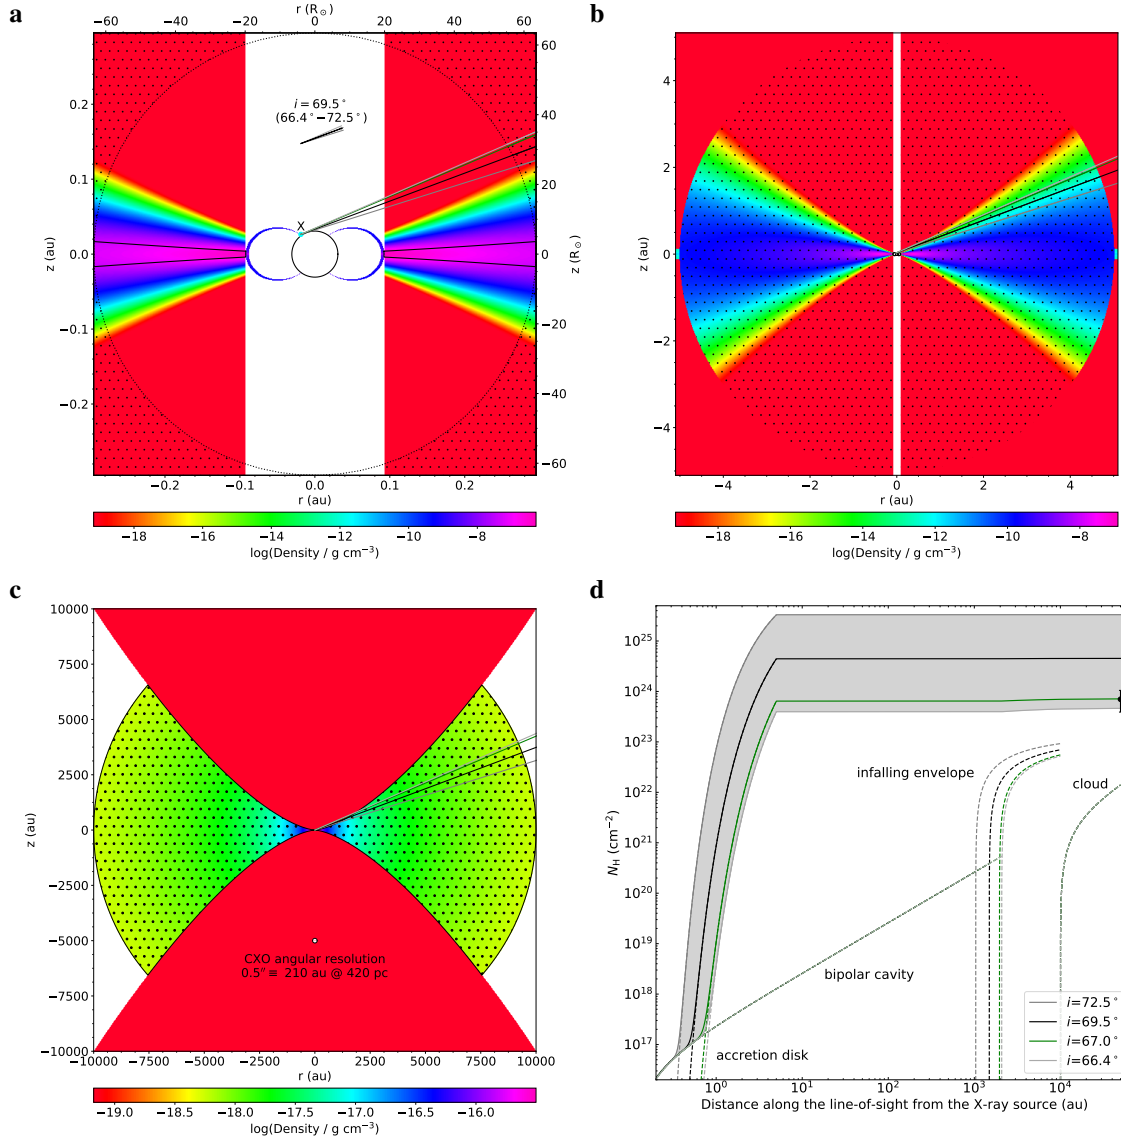 a
r (R⊙)
−60 −40 −20 0 20 40 60
i = 69.5°
(66.4°−72.5°)
X
0.2
0.1
0.0
−0.1
−0.2
z (au)
60
40
20
0
−20
−40
−60
z (R⊙)
−0.2 −0.1 0.0 0.1 0.2
r (au)
−18 −16 −14 −12 −10 −8
log(Density / g cm⁻³)
b
4
2
0
−2
−4
z (au)
−4 −2 0 2 4
r (au)
−18 −16 −14 −12 −10 −8
log(Density / g cm⁻³)
c
10000
7500
5000
2500
0
−2500
−5000
−7500
−10000
z (au)
CXO angular resolution
0.5″≡ 210 au @ 420 pc
−10000 −7500 −5000 −2500 0 2500 5000 7500 10000
r (au)
−19.0 −18.5 −18.0 −17.5 −17.0 −16.5 −16.0
log(Density / g cm⁻³)
d
10²⁵
10²⁴
10²³
10²²
10²¹
10²⁰
10¹⁹
10¹⁸
10¹⁷
N_H (cm⁻²)
infalling envelope
cloud
bipolar cavity
accretion disk
i=72.5°
i=69.5°
i=67.0°
i=66.4°
10⁰ 10¹ 10² 10³ 10⁴
Distance along the line-of-sight from the X-ray source (au)